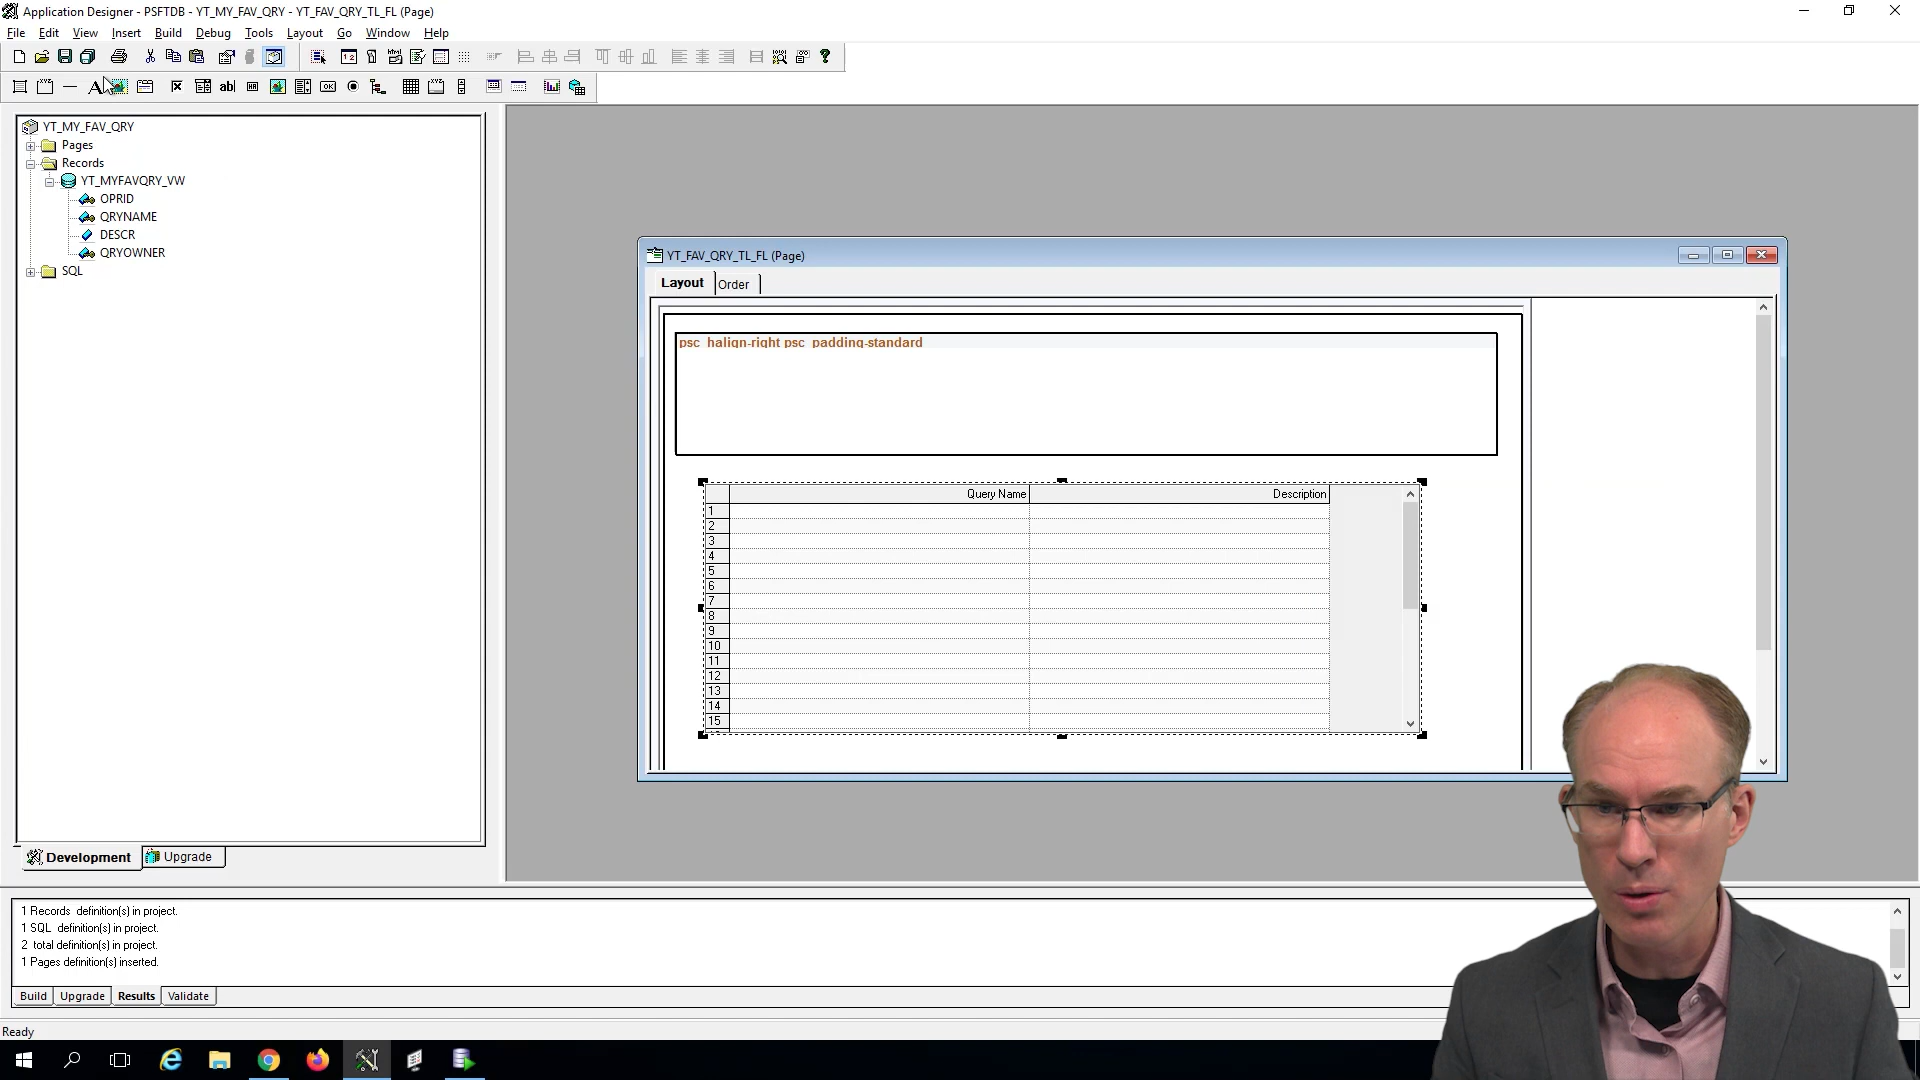 Application Designer - PSFTDB - YT_MY_FAV_QRY - YT_FAV_QRY_TL_FL (Page)
File Edit View Insert Build Debug Tools Layout Go Window Help
YT_MY_FAV_QRY
Pages
Records
YT_MYFAVQRY_VW
OPRID
QRYNAME
DESCR
QRYOWNER
SQL
Development Upgrade
YT_FAV_QRY_TL_FL (Page)
Layout Order
psc_halign-right psc_padding-standard
Query Name Description
1
2
3
4
5
6
7
8
9
10
11
12
13
14
15
1 Records definition(s) in project.
1 SQL definition(s) in project.
2 total definition(s) in project.
1 Pages definition(s) inserted.
Build Upgrade Results Validate
Ready